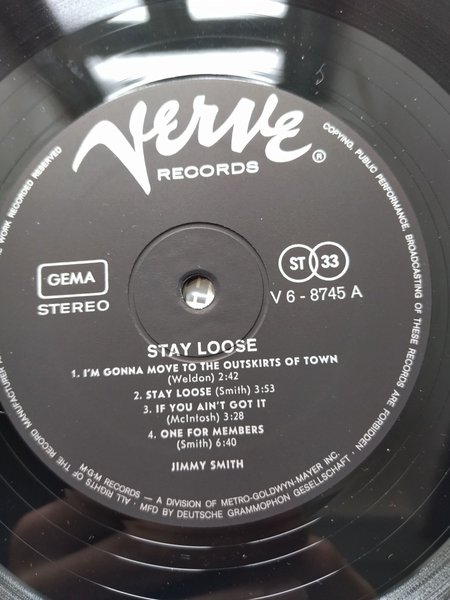 VERVE
RECORDS ®
GEMA
STEREO
ST 33
V 6 - 8745 A
STAY LOOSE
1. I'M GONNA MOVE TO THE OUTSKIRTS OF TOWN
(Weldon) 2:42
2. STAY LOOSE (Smith) 3:53
3. IF YOU AIN'T GOT IT
(McIntosh) 3:28
4. ONE FOR MEMBERS
(Smith) 6:40
JIMMY SMITH
ALL RIGHTS OF THE RECORD MANUFACTURER
WORK RECORDED RESERVED
COPYING, PUBLIC PERFORMANCE, BROADCASTING OF THESE RECORDS ARE FORBIDDEN
M-G-M RECORDS — A DIVISION OF METRO-GOLDWYN-MAYER INC.
· MFD BY DEUTSCHE GRAMMOPHON GESELLSCHAFT ·